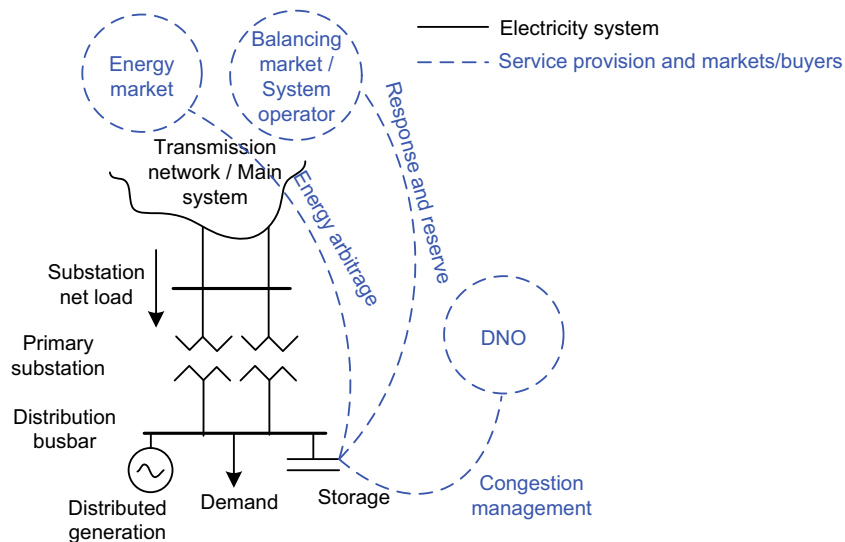 Electricity system
Service provision and markets/buyers
Energy
market
Balancing
market /
System
operator
Transmission
network / Main
system
Response and reserve
Energy arbitrage
Substation
net load
DNO
Primary
substation
Distribution
busbar
Distributed
generation
Demand
Storage
Congestion
management